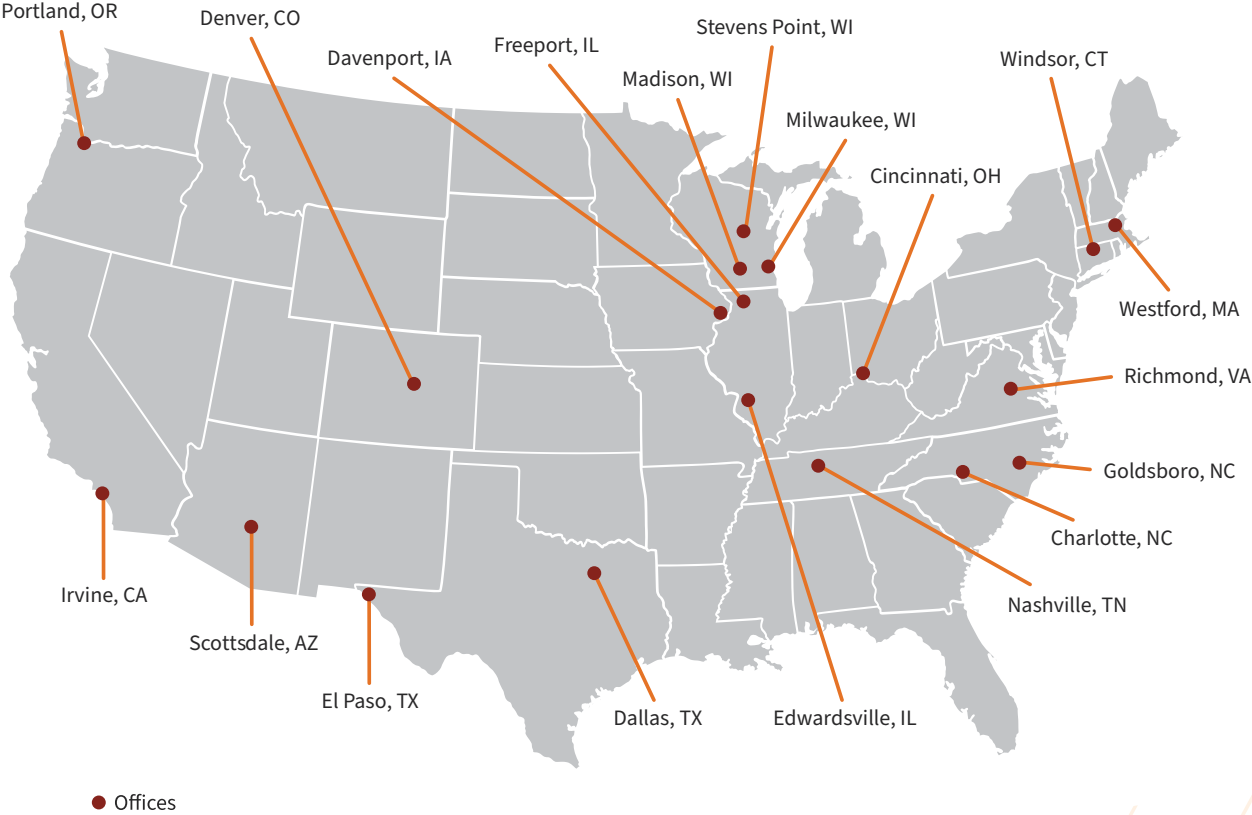 Portland, OR
Denver, CO
Stevens Point, WI
Freeport, IL
Davenport, IA
Windsor, CT
Madison, WI
Milwaukee, WI
Cincinnati, OH
Westford, MA
Richmond, VA
Goldsboro, NC
Charlotte, NC
Irvine, CA
Nashville, TN
Scottsdale, AZ
El Paso, TX
Dallas, TX
Edwardsville, IL
Offices